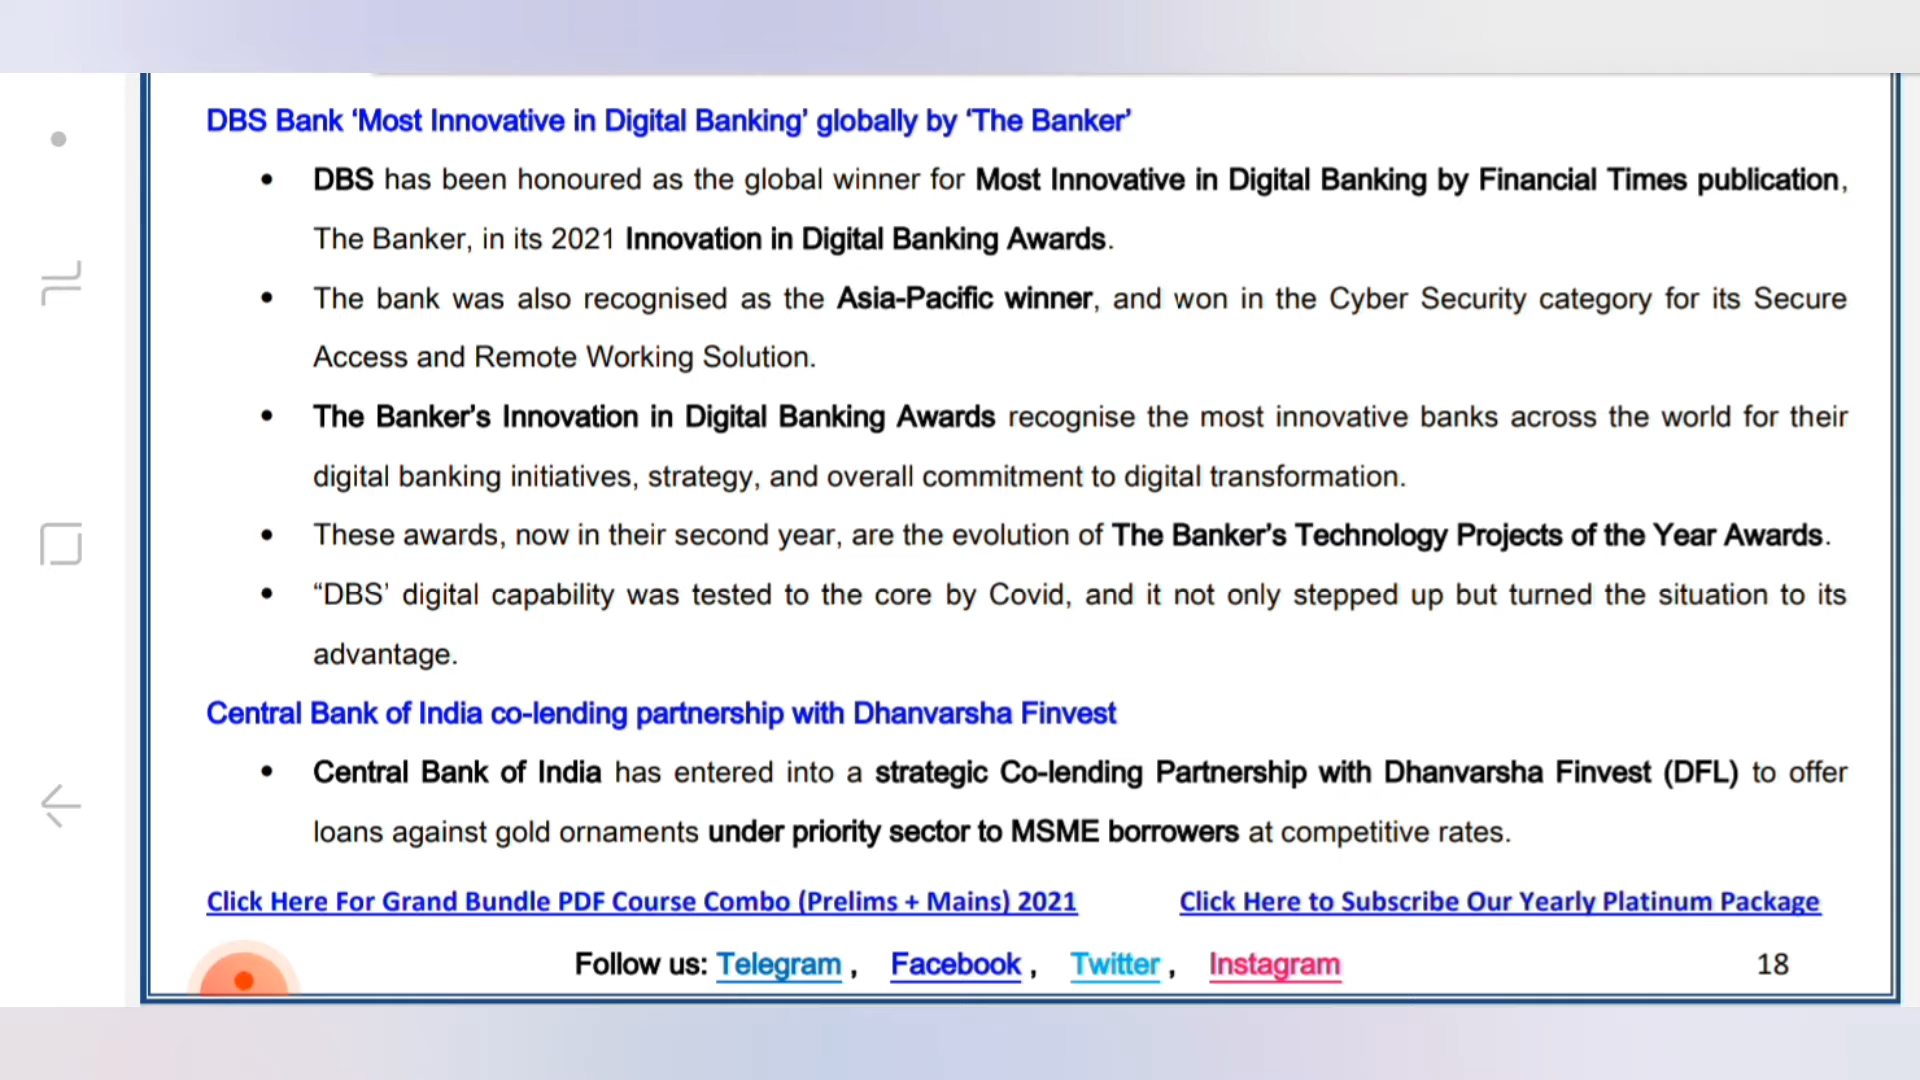 DBS Bank ‘Most Innovative in Digital Banking’ globally by ‘The Banker’
• DBS has been honoured as the global winner for Most Innovative in Digital Banking by Financial Times publication,
The Banker, in its 2021 Innovation in Digital Banking Awards.
• The bank was also recognised as the Asia-Pacific winner, and won in the Cyber Security category for its Secure
Access and Remote Working Solution.
• The Banker’s Innovation in Digital Banking Awards recognise the most innovative banks across the world for their
digital banking initiatives, strategy, and overall commitment to digital transformation.
• These awards, now in their second year, are the evolution of The Banker’s Technology Projects of the Year Awards.
• “DBS’ digital capability was tested to the core by Covid, and it not only stepped up but turned the situation to its
advantage.
Central Bank of India co-lending partnership with Dhanvarsha Finvest
• Central Bank of India has entered into a strategic Co-lending Partnership with Dhanvarsha Finvest (DFL) to offer
loans against gold ornaments under priority sector to MSME borrowers at competitive rates.
Click Here For Grand Bundle PDF Course Combo (Prelims + Mains) 2021 Click Here to Subscribe Our Yearly Platinum Package
Follow us: Telegram , Facebook , Twitter , Instagram 18